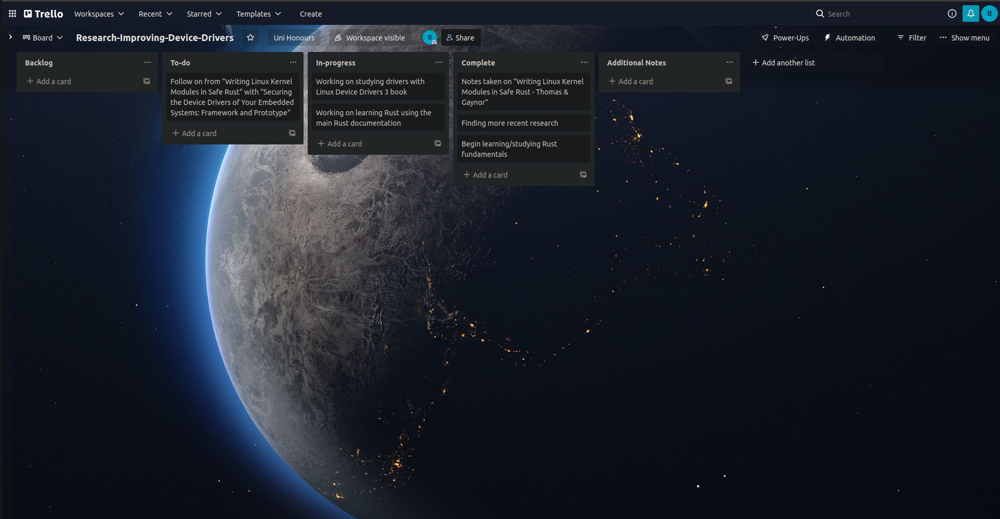 Trello
Workspaces
Recent
Starred
Templates
Create
Search
B
Board
Research-Improving-Device-Drivers
Uni Honours
Workspace visible
B
Share
Power-Ups
Automation
Filter
Show menu
Backlog
Add a card
To-do
Follow on from "Writing Linux Kernel
Modules in Safe Rust" with "Securing
the Device Drivers of Your Embedded
Systems: Framework and Prototype"
Add a card
In-progress
Working on studying drivers with
Linux Device Drivers 3 book
Working on learning Rust using the
main Rust documentation
Add a card
Complete
Notes taken on "Writing Linux Kernel
Modules in Safe Rust - Thomas &
Gaynor"
Finding more recent research
Begin learning/studying Rust
fundamentals
Add a card
Additional Notes
Add a card
Add another list